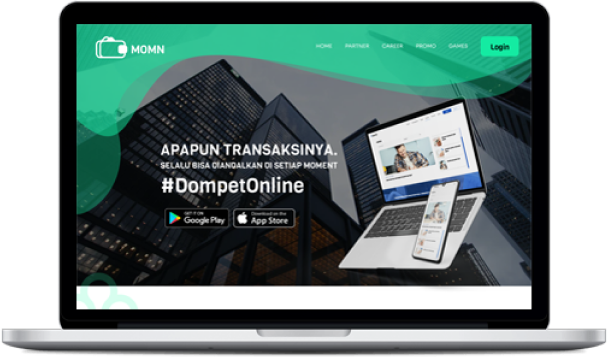 MOMN
HOME PARTNER CAREER PROMO GAMES Login
APAPUN TRANSAKSINYA.
SELALU BISA DIANDALKAN DI SETIAP MOMENT
#DompetOnline
GET IT ON
Google Play
Download on the
App Store